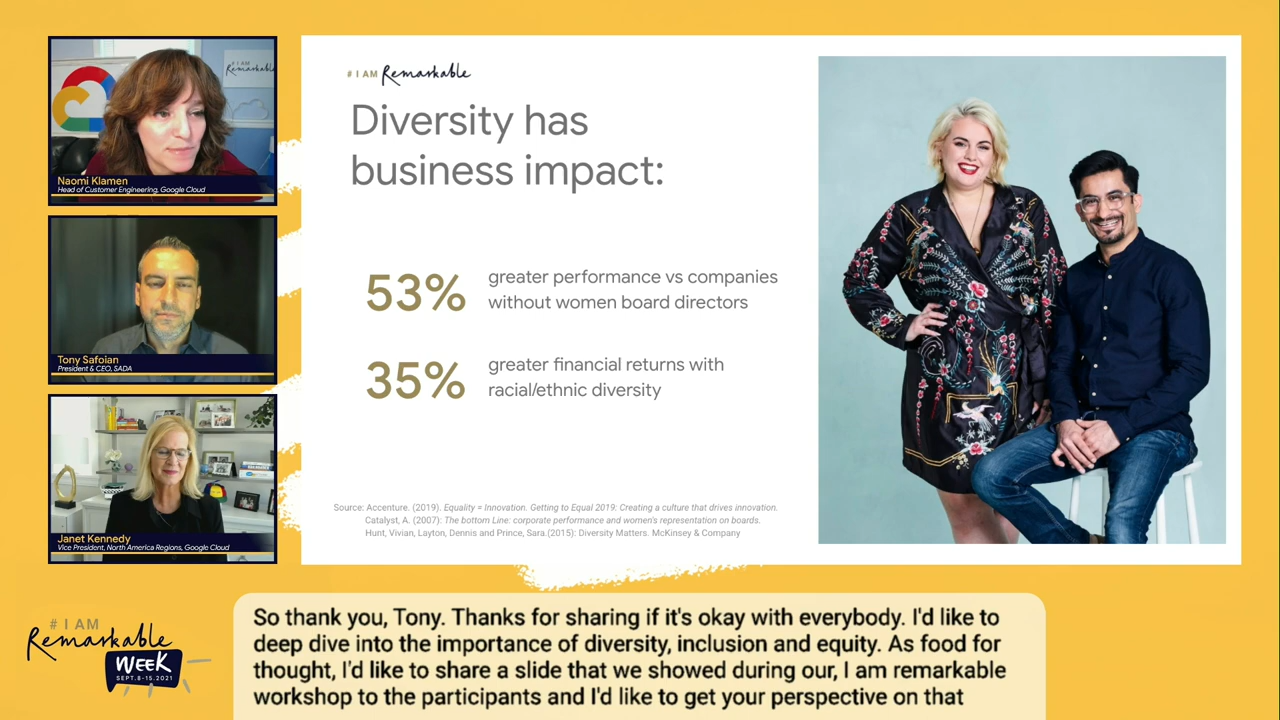 Remarkable
Naomi Klamen
Head of Customer Engineering, Google Cloud
Tony Safoian
President & CEO, SADA
Janet Kennedy
Vice President, North America Regions, Google Cloud
# I AM Remarkable
Diversity has
business impact:
53%
greater performance vs companies
without women board directors
35%
greater financial returns with
racial/ethnic diversity
Source: Accenture. (2019). Equality = Innovation. Getting to Equal 2019: Creating a culture that drives innovation.
Catalyst, A. (2007): The bottom Line: corporate performance and women's representation on boards.
Hunt, Vivian, Layton, Dennis and Prince, Sara.(2015): Diversity Matters. McKinsey & Company
# I AM
Remarkable
WEEK
SEPT.8-15.2021
So thank you, Tony. Thanks for sharing if it's okay with everybody. I'd like to
deep dive into the importance of diversity, inclusion and equity. As food for
thought, I'd like to share a slide that we showed during our, I am remarkable
workshop to the participants and I'd like to get your perspective on that